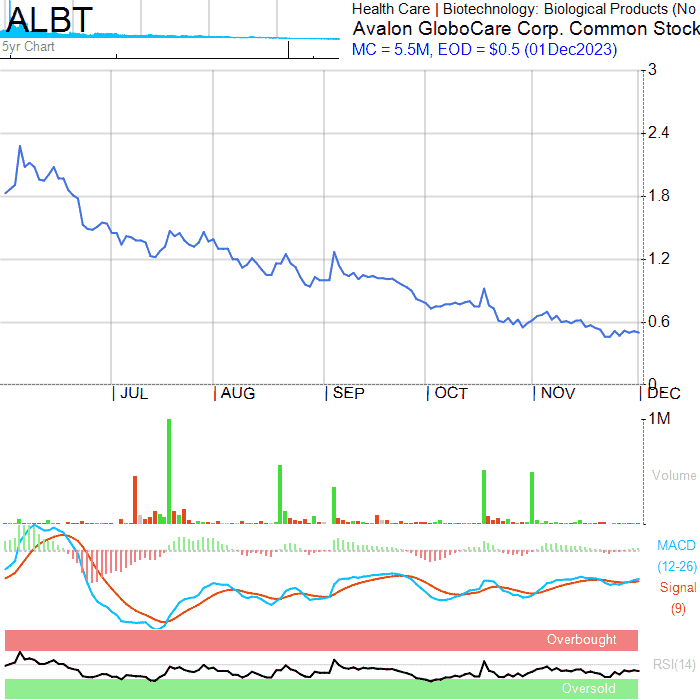 ALBT
5yr Chart
Health Care | Biotechnology: Biological Products (No
Avalon GloboCare Corp. Common Stock
MC = 5.5M, EOD = $0.5 (01Dec2023)
3
2.4
1.8
1.2
0.6
0
JUL AUG SEP OCT NOV DEC
1M
Volume
MACD
(12-26)
Signal
(9)
Overbought
RSI(14)
Oversold